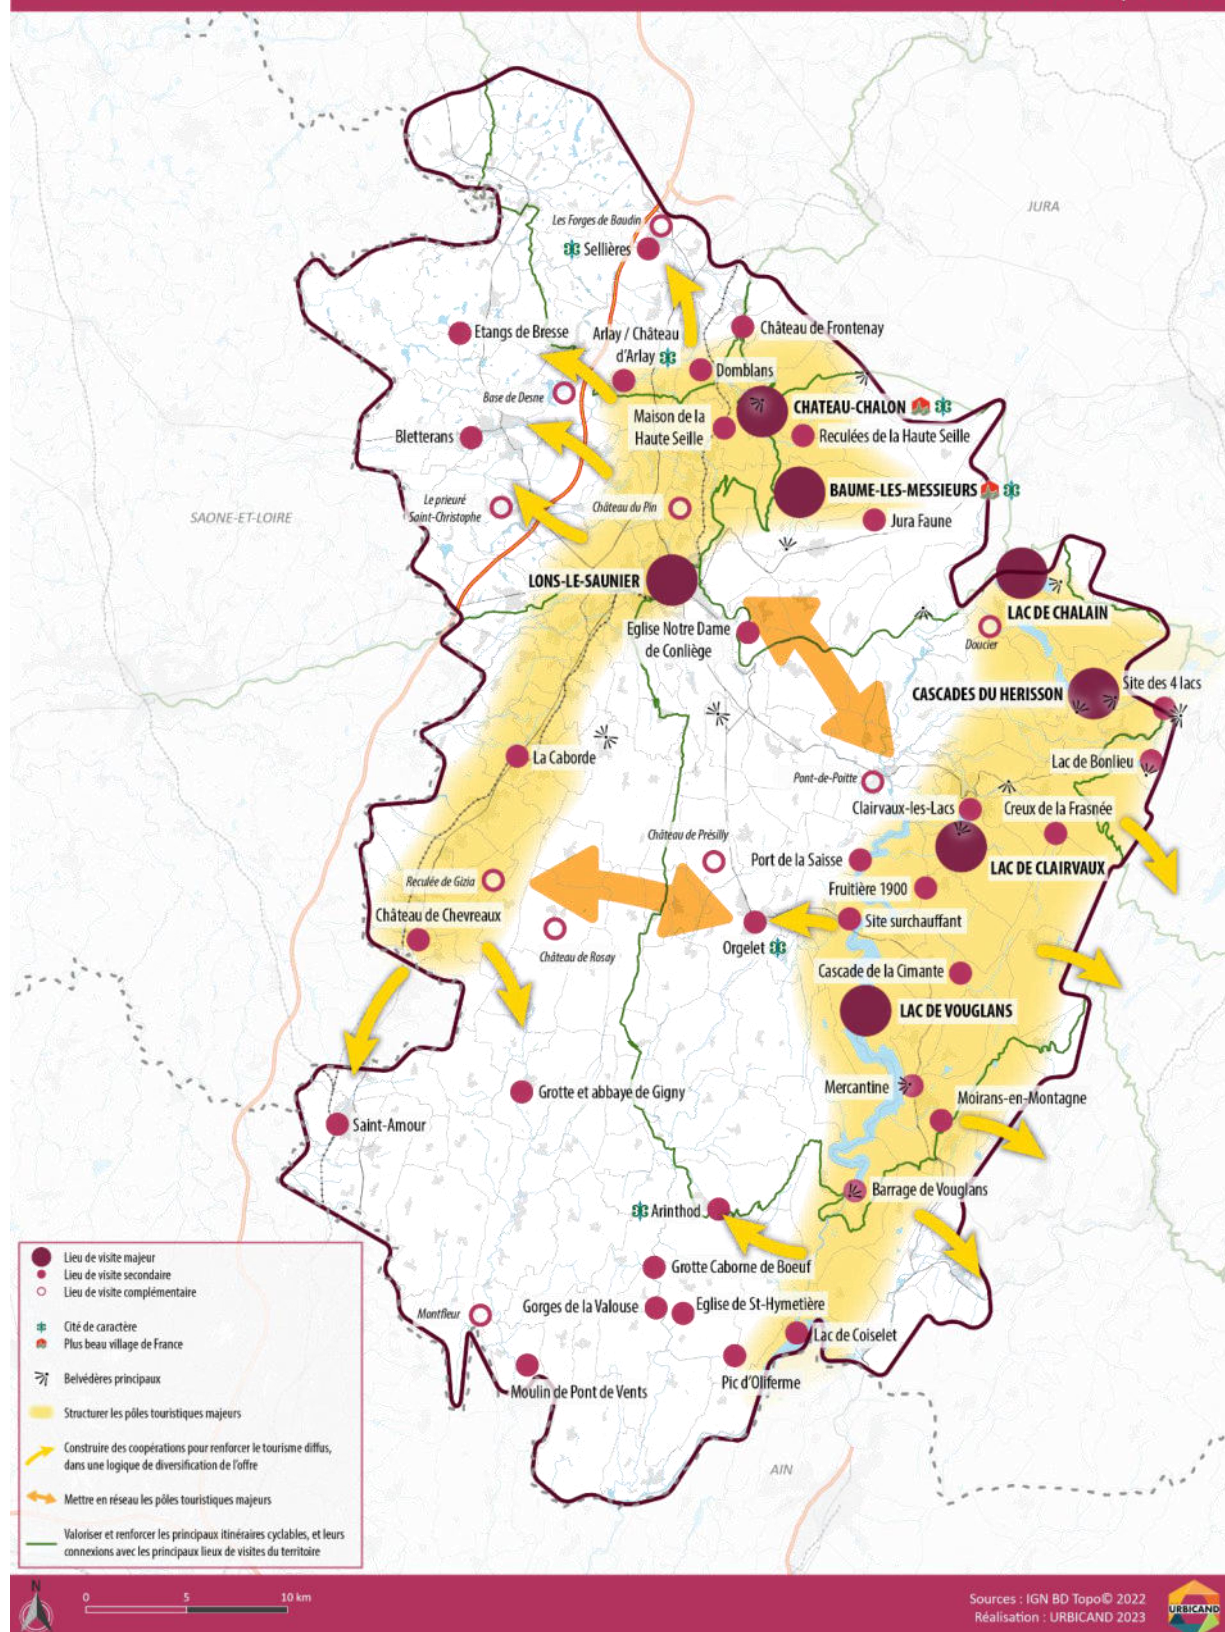 JURA
Les Forges de Baudin
Sellières
Etangs de Bresse
Arlay / Château
d'Arlay
Château de Frontenay
Domblans
Base de Desne
CHATEAU-CHALON
Maison de la
Haute Seille
Reculées de la Haute Seille
Bletterans
BAUME-LES-MESSIEURS
Le prieuré
Saint-Christophe
Château du Pin
SAONE-ET-LOIRE
Jura Faune
LONS-LE-SAUNIER
LAC DE CHALAIN
Eglise Notre Dame
de Conliège
Doucier
CASCADES DU HERISSON
Site des 4 lacs
La Caborde
Lac de Bonlieu
Pont-de-Poitte
Clairvaux-les-Lacs
Creux de la Frasnée
Château de Présilly
Port de la Saisse
LAC DE CLAIRVAUX
Reculée de Gizia
Fruitière 1900
Château de Chevreaux
Site surchauffant
Orgelet
Château de Rosay
Cascade de la Cimante
LAC DE VOUGLANS
Grotte et abbaye de Gigny
Mercantine
Moirans-en-Montagne
Saint-Amour
Barrage de Vouglans
Arinthod
Grotte Caborne de Boeuf
Gorges de la Valouse
Eglise de St-Hymetière
Montfleur
Lac de Coiselet
Pic d'Oliferme
Moulin de Pont de Vents
AIN
Lieu de visite majeur
Lieu de visite secondaire
Lieu de visite complémentaire
Cité de caractère
Plus beau village de France
Belvédères principaux
Structurer les pôles touristiques majeurs
Construire des coopérations pour renforcer le tourisme diffus,
dans une logique de diversification de l'offre
Mettre en réseau les pôles touristiques majeurs
Valoriser et renforcer les principaux itinéraires cyclables, et leurs
connexions avec les principaux lieux de visites du territoire
N
0 5 10 km
Sources : IGN BD Topo© 2022
Réalisation : URBICAND 2023
URBICAND